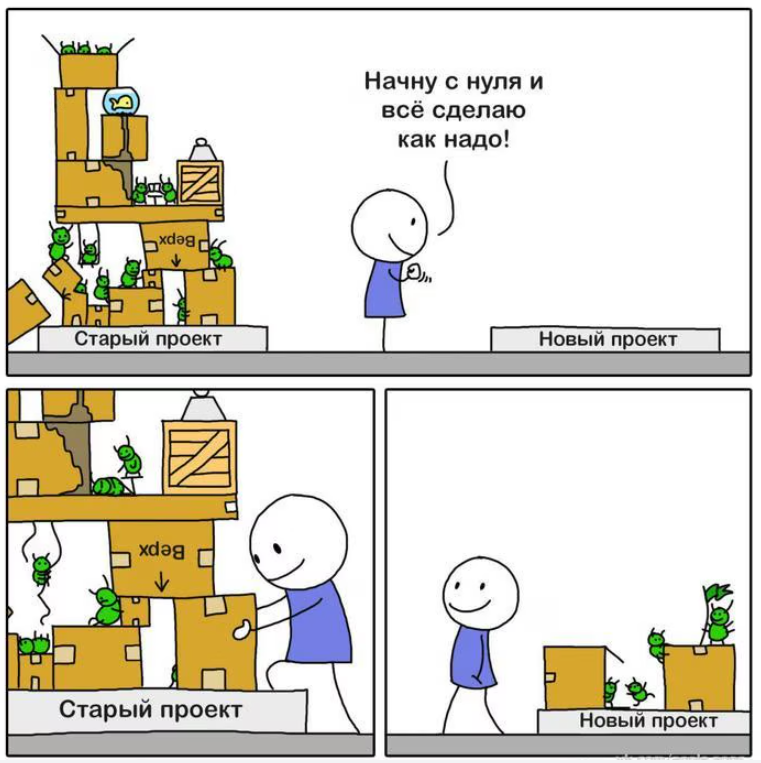 Начну с нуля и
всё сделаю
как надо!
Верх
Старый проект
Новый проект
Верх
Старый проект
Новый проект